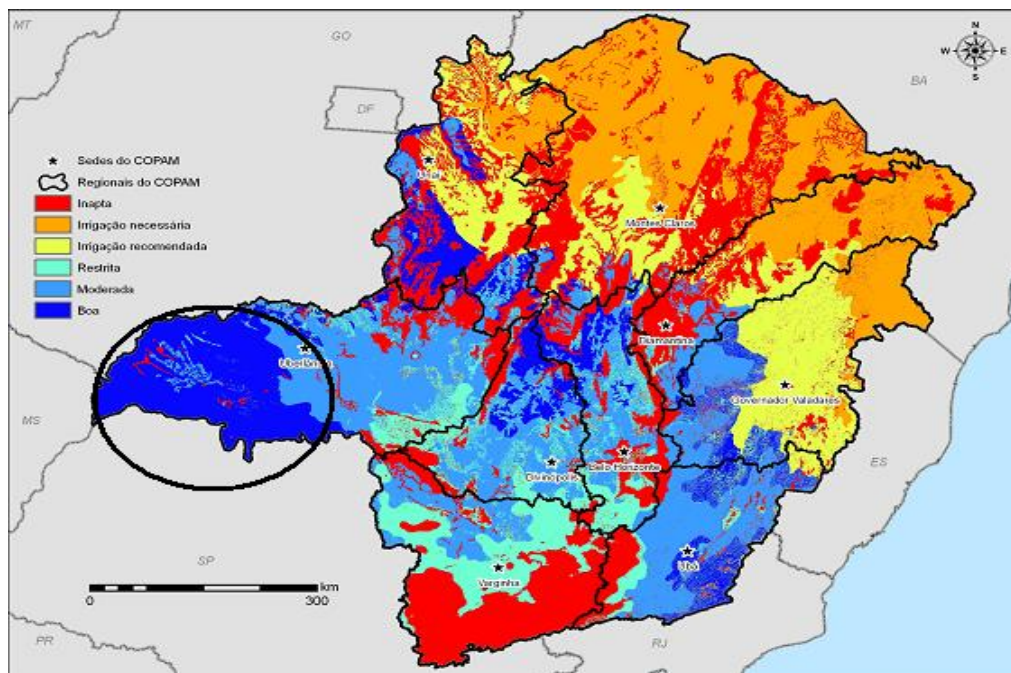 MT
GO
BA
DF
N
W E
S
Sedes do COPAM
Regionais do COPAM
Inapta
Irrigação necessária
Irrigação recomendada
Restrita
Moderada
Boa
Unaí
Montes Claros
Diamantina
Governador Valadares
MS
ES
Belo Horizonte
Divinópolis
SP
Ubá
Varginha
km
0 300
RJ
PR